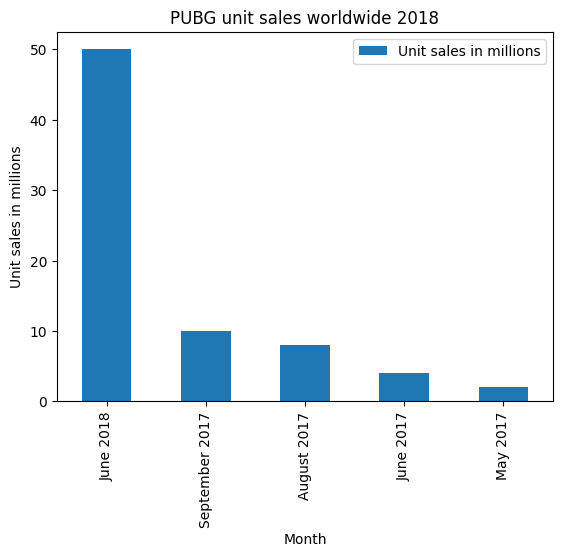 PUBG unit sales worldwide 2018
Unit sales in millions
Unit sales in millions
50
40
30
20
10
0
June 2018
September 2017
August 2017
June 2017
May 2017
Month